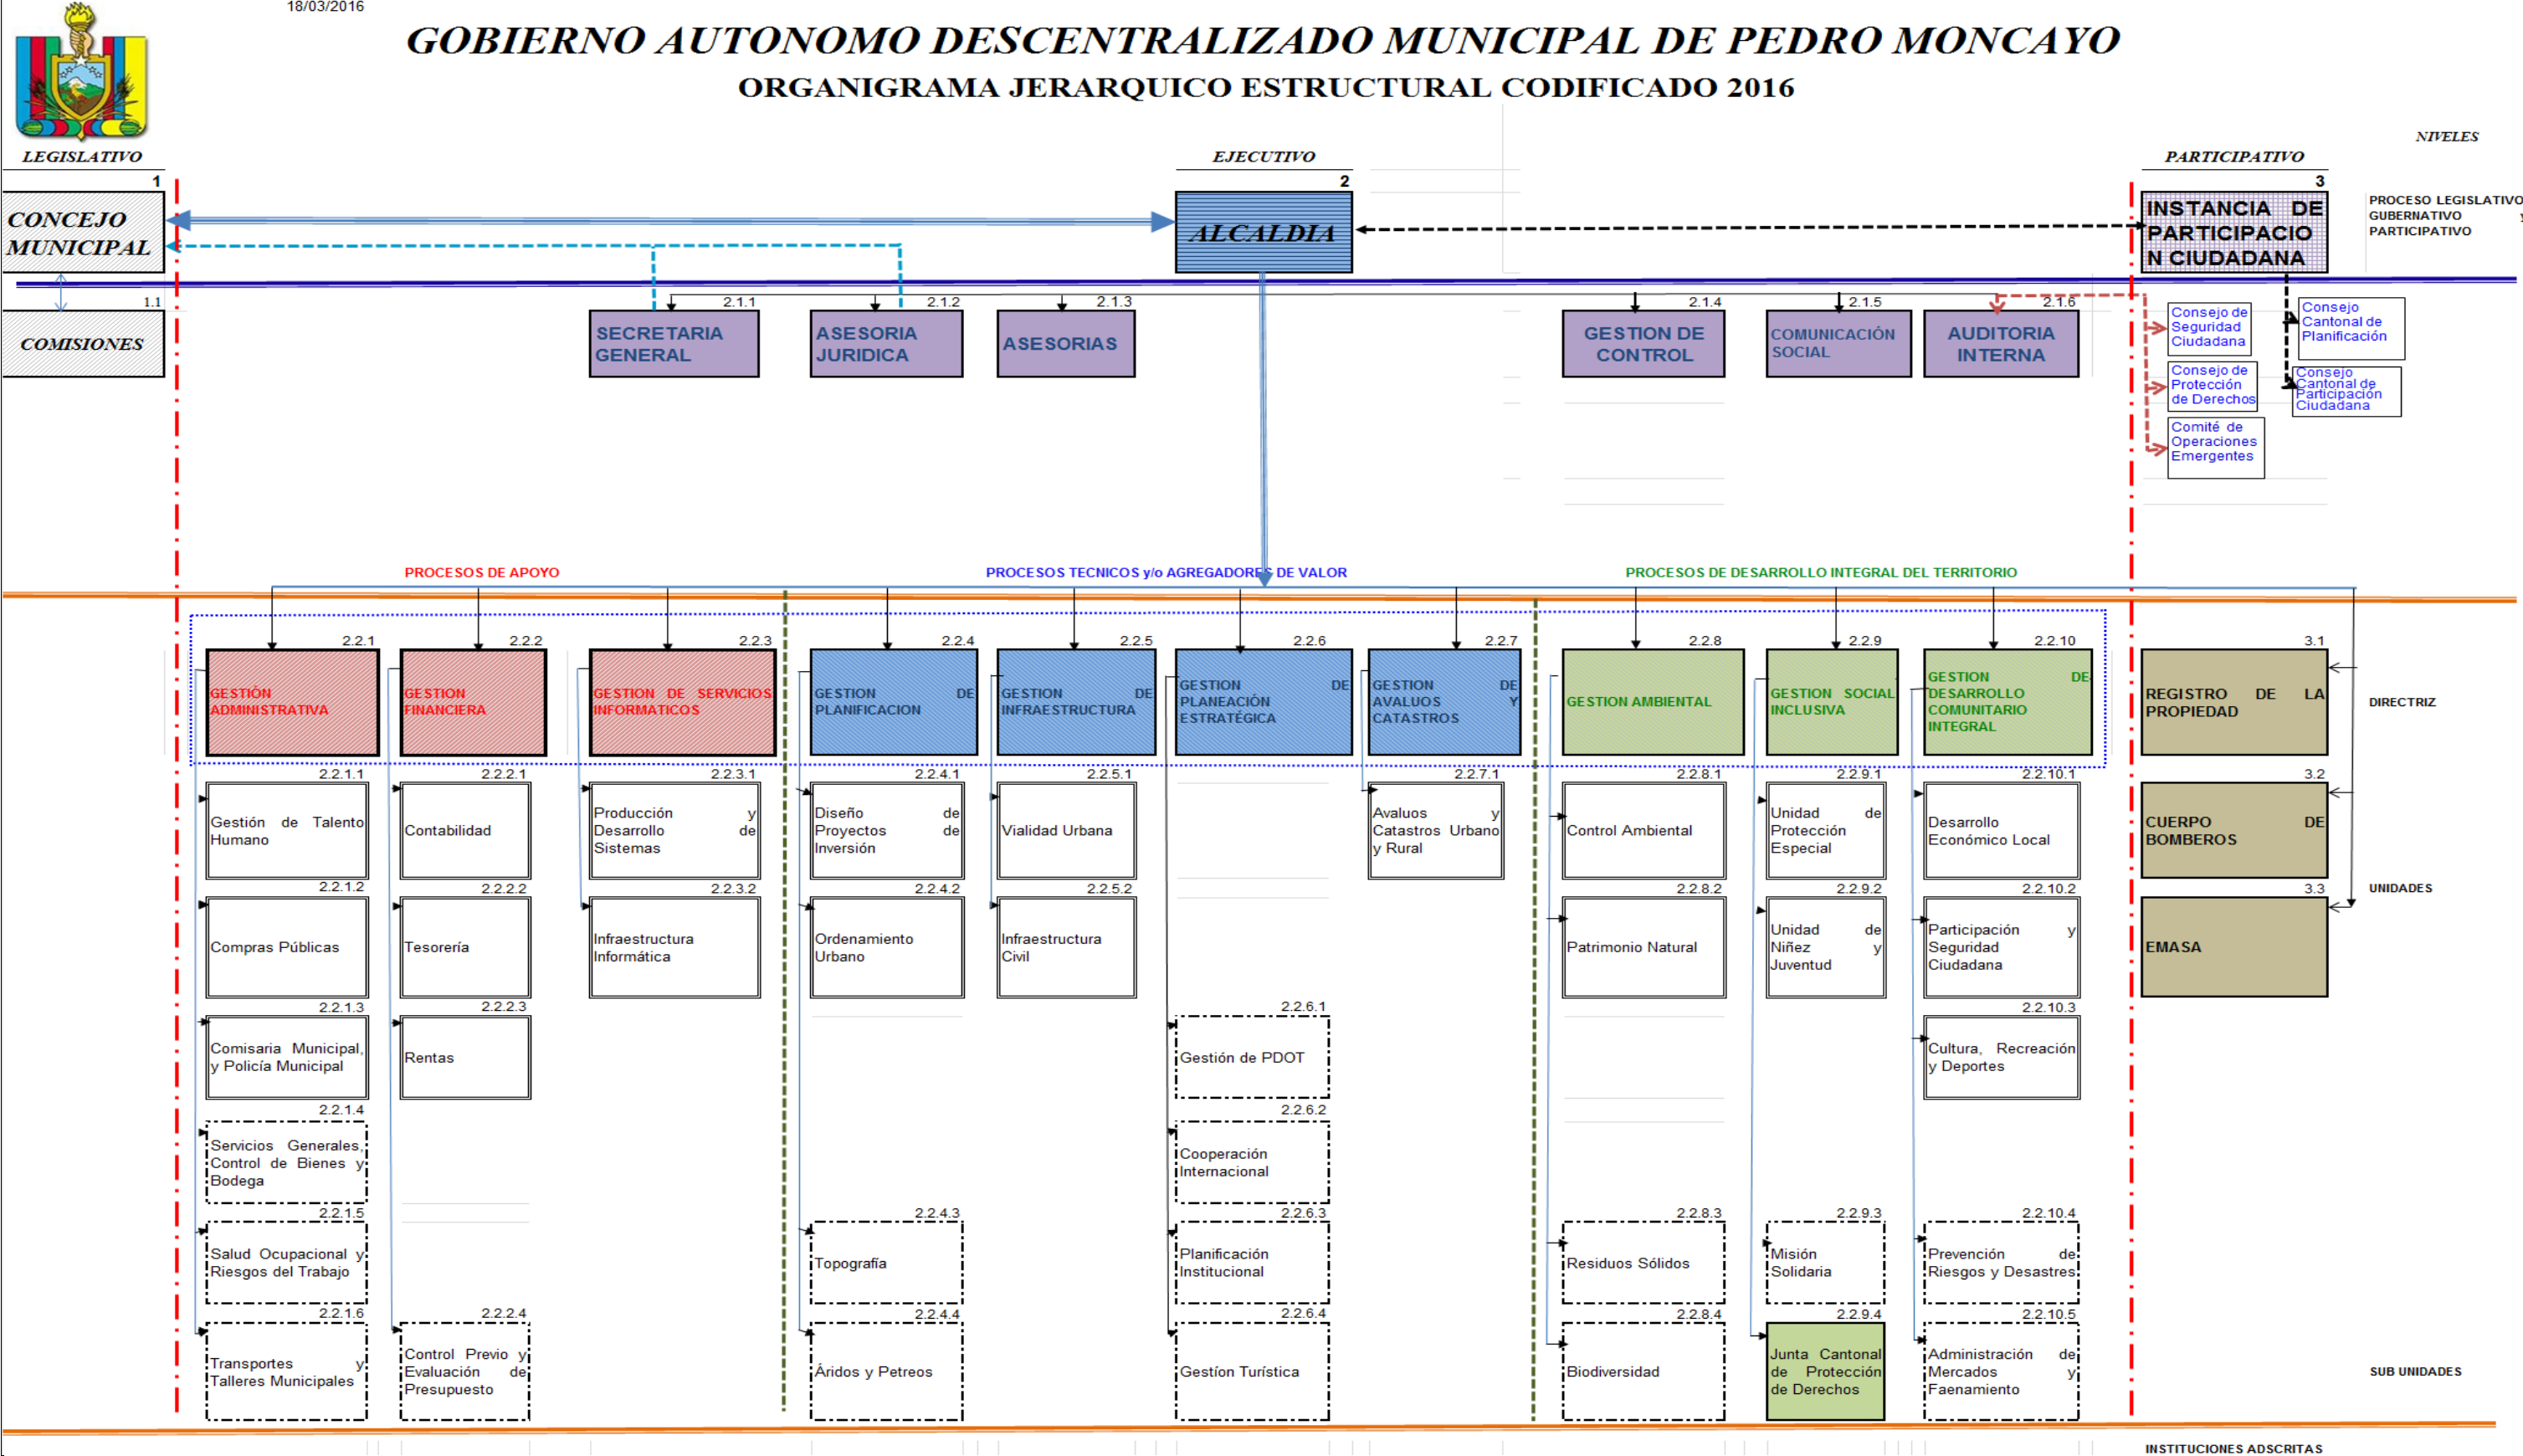 18/03/2016
GOBIERNO AUTONOMO DESCENTRALIZADO MUNICIPAL DE PEDRO MONCAYO
ORGANIGRAMA JERARQUICO ESTRUCTURAL CODIFICADO 2016
NIVELES
LEGISLATIVO
1
CONCEJO
MUNICIPAL
EJECUTIVO
2
ALCALDIA
PARTICIPATIVO
3
INSTANCIA DE
PARTICIPACIO
N CIUDADANA
PROCESO LEGISLATIVO
GUBERNATIVO y
PARTICIPATIVO
1.1
COMISIONES
2.1.1
SECRETARIA
GENERAL
2.1.2
ASESORIA
JURIDICA
2.1.3
ASESORIAS
2.1.4
GESTION DE
CONTROL
2.1.5
COMUNICACIÓN
SOCIAL
2.1.6
AUDITORIA
INTERNA
Consejo de
Seguridad
Ciudadana
Consejo
Cantonal de
Planificación
Consejo de
Protección
de Derechos
Consejo
Cantonal de
Participación
Ciudadana
Comité de
Operaciones
Emergentes
PROCESOS DE APOYO
PROCESOS TECNICOS y/o AGREGADORES DE VALOR
PROCESOS DE DESARROLLO INTEGRAL DEL TERRITORIO
2.2.1
GESTIÓN
ADMINISTRATIVA
2.2.2
GESTION
FINANCIERA
2.2.3
GESTION DE SERVICIOS
INFORMATICOS
2.2.4
GESTION DE
PLANIFICACION
2.2.5
GESTION DE
INFRAESTRUCTURA
2.2.6
GESTION DE
PLANEACIÓN
ESTRATÉGICA
2.2.7
GESTION DE
AVALUOS Y
CATASTROS
2.2.8
GESTION AMBIENTAL
2.2.9
GESTION SOCIAL
INCLUSIVA
2.2.10
GESTION DE
DESARROLLO
COMUNITARIO
INTEGRAL
3.1
REGISTRO DE LA
PROPIEDAD
DIRECTRIZ
2.2.1.1
Gestión de Talento
Humano
2.2.2.1
Contabilidad
2.2.3.1
Producción y
Desarrollo de
Sistemas
2.2.4.1
Diseño de
Proyectos de
Inversión
2.2.5.1
Vialidad Urbana
2.2.7.1
Avaluos y
Catastros Urbano
y Rural
2.2.8.1
Control Ambiental
2.2.9.1
Unidad de
Protección
Especial
2.2.10.1
Desarrollo
Económico Local
3.2
CUERPO DE
BOMBEROS
2.2.1.2
Compras Públicas
2.2.2.2
Tesorería
2.2.3.2
Infraestructura
Informática
2.2.4.2
Ordenamiento
Urbano
2.2.5.2
Infraestructura
Civil
2.2.8.2
Patrimonio Natural
2.2.9.2
Unidad de
Niñez y
Juventud
2.2.10.2
Participación y
Seguridad
Ciudadana
3.3
EMASA
UNIDADES
2.2.1.3
Comisaria Municipal,
y Policía Municipal
2.2.2.3
Rentas
2.2.6.1
Gestión de PDOT
2.2.10.3
Cultura, Recreación
y Deportes
2.2.1.4
Servicios Generales,
Control de Bienes y
Bodega
2.2.6.2
Cooperación
Internacional
2.2.1.5
Salud Ocupacional y
Riesgos del Trabajo
2.2.4.3
Topografía
2.2.6.3
Planificación
Institucional
2.2.8.3
Residuos Sólidos
2.2.9.3
Misión
Solidaria
2.2.10.4
Prevención de
Riesgos y Desastres
2.2.1.6
Transportes y
Talleres Municipales
2.2.2.4
Control Previo y
Evaluación de
Presupuesto
2.2.4.4
Áridos y Petreos
2.2.6.4
Gestíon Turística
2.2.8.4
Biodiversidad
2.2.9.4
Junta Cantonal
de Protección
de Derechos
2.2.10.5
Administración de
Mercados y
Faenamiento
SUB UNIDADES
INSTITUCIONES ADSCRITAS